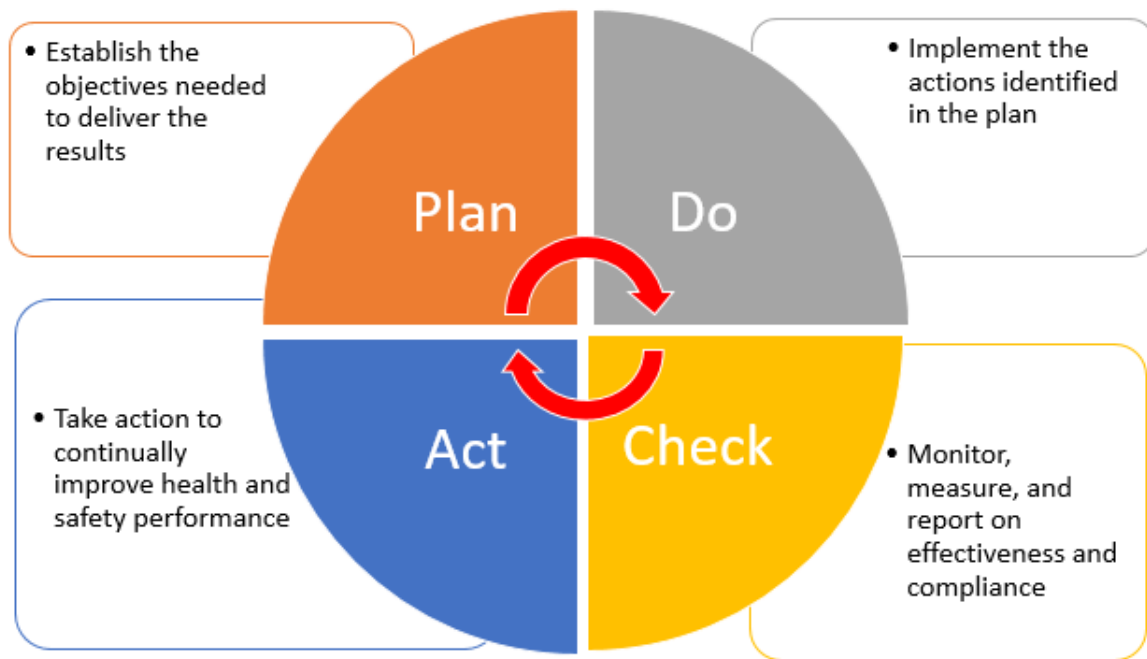 • Establish the
objectives needed
to deliver the
results
Plan
• Implement the
actions identified
in the plan
Do
• Take action to
continually
improve health and
safety performance
Act
• Monitor,
measure, and
report on
effectiveness and
compliance
Check